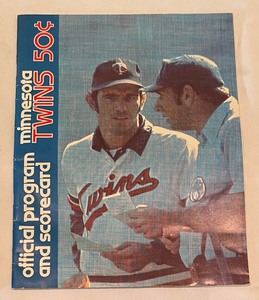 official program minnesota
and scorecard TWINS 50¢
Twins